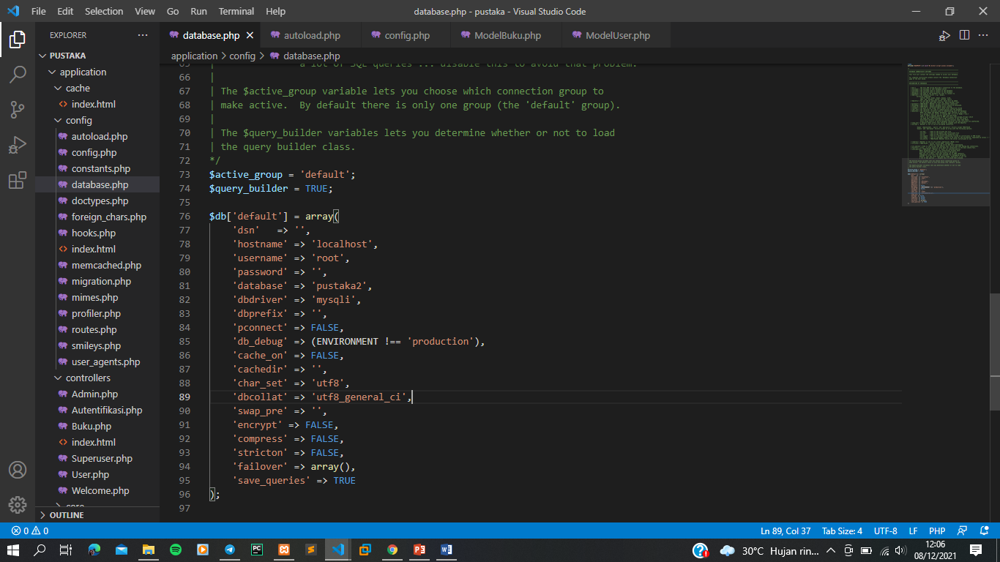 File Edit Selection View Go Run Terminal Help
database.php - pustaka - Visual Studio Code
EXPLORER
PUSTAKA
application
cache
index.html
config
autoload.php
config.php
constants.php
database.php
doctypes.php
foreign_chars.php
hooks.php
index.html
memcached.php
migration.php
mimes.php
profiler.php
routes.php
smileys.php
user_agents.php
controllers
Admin.php
Autentifikasi.php
Buku.php
index.html
Superuser.php
User.php
Welcome.php
core
OUTLINE
database.php autoload.php config.php ModelBuku.php ModelUser.php
application > config > database.php
65 | a lot of SQL queries ... disable this to avoid that problem.
66 |
67 | The $active_group variable lets you choose which connection group to
68 | make active.  By default there is only one group (the 'default' group).
69 |
70 | The $query_builder variables lets you determine whether or not to load
71 | the query builder class.
72 */
73 $active_group = 'default';
74 $query_builder = TRUE;
75
76 $db['default'] = array(
77 'dsn'   => '',
78 'hostname' => 'localhost',
79 'username' => 'root',
80 'password' => '',
81 'database' => 'pustaka2',
82 'dbdriver' => 'mysqli',
83 'dbprefix' => '',
84 'pconnect' => FALSE,
85 'db_debug' => (ENVIRONMENT !== 'production'),
86 'cache_on' => FALSE,
87 'cachedir' => '',
88 'char_set' => 'utf8',
89 'dbcollat' => 'utf8_general_ci',
90 'swap_pre' => '',
91 'encrypt' => FALSE,
92 'compress' => FALSE,
93 'stricton' => FALSE,
94 'failover' => array(),
95 'save_queries' => TRUE
96 );
97
0 0
Ln 89, Col 37 Tab Size: 4 UTF-8 LF PHP
30°C Hujan rin...
12:06
08/12/2021